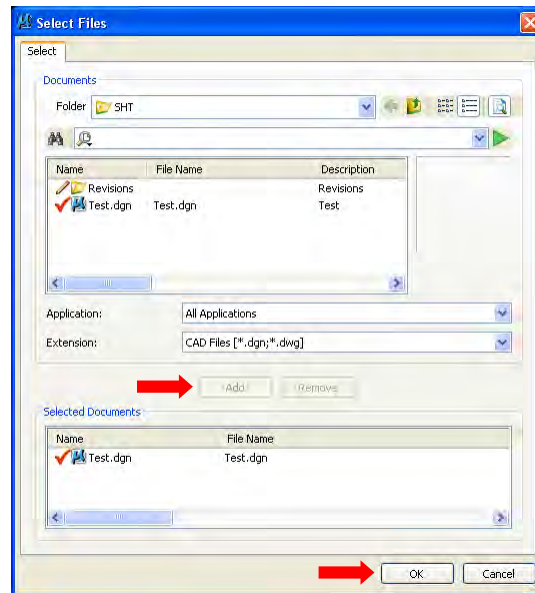 Select Files
Select
Documents
Folder SHT
Name File Name Description
Revisions Revisions
Test.dgn Test.dgn Test
Application: All Applications
Extension: CAD Files [*.dgn;*.dwg]
Add Remove
Selected Documents
Name File Name
Test.dgn Test.dgn
OK Cancel